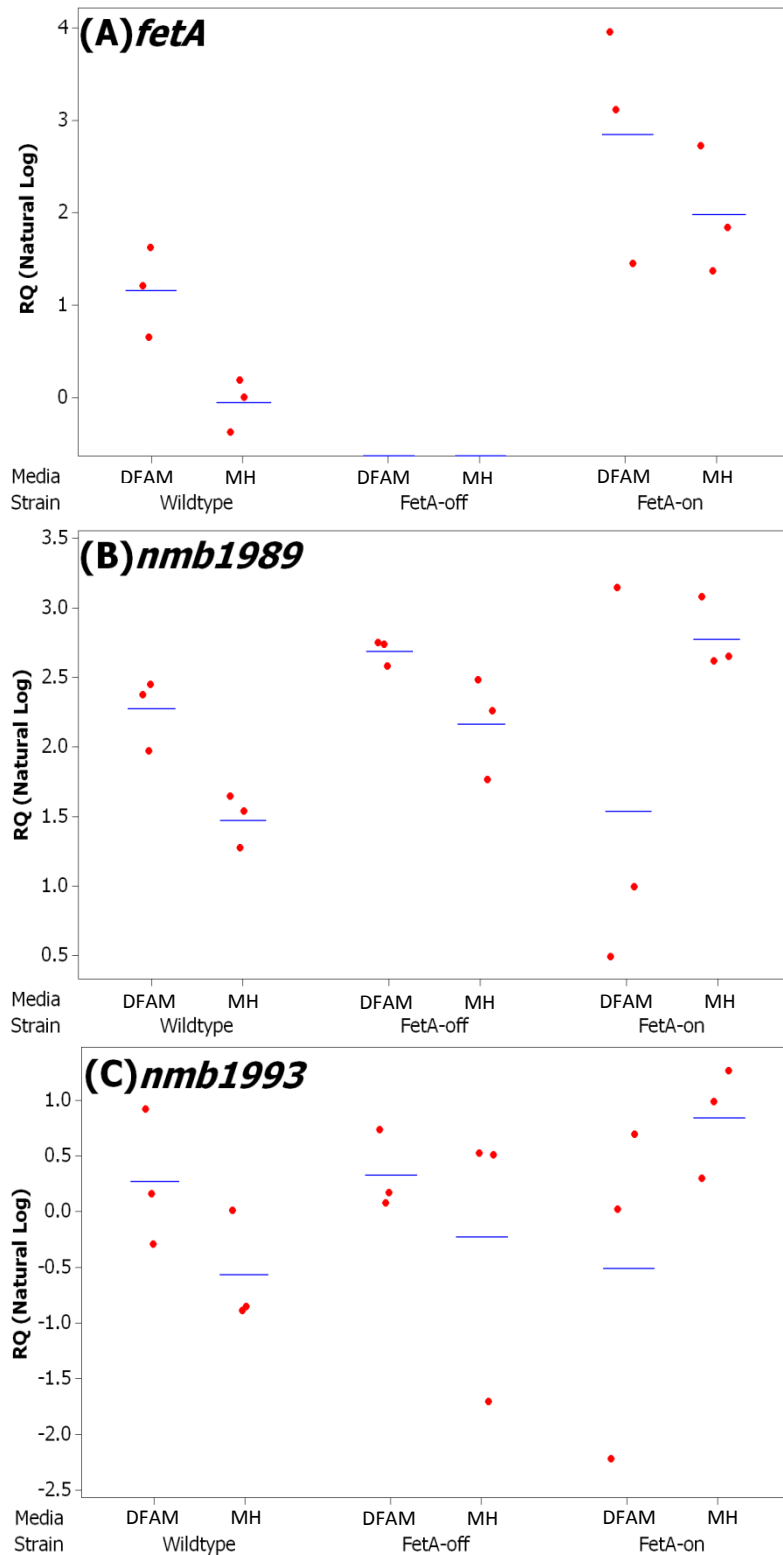 (A)fetA
RQ (Natural Log)
4
3
2
1
0
Media DFAM MH DFAM MH DFAM MH
Strain Wildtype FetA-off FetA-on
(B)nmb1989
RQ (Natural Log)
3.5
3.0
2.5
2.0
1.5
1.0
0.5
Media DFAM MH DFAM MH DFAM MH
Strain Wildtype FetA-off FetA-on
(C)nmb1993
RQ (Natural Log)
1.0
0.5
0.0
-0.5
-1.0
-1.5
-2.0
-2.5
Media DFAM MH DFAM MH DFAM MH
Strain Wildtype FetA-off FetA-on